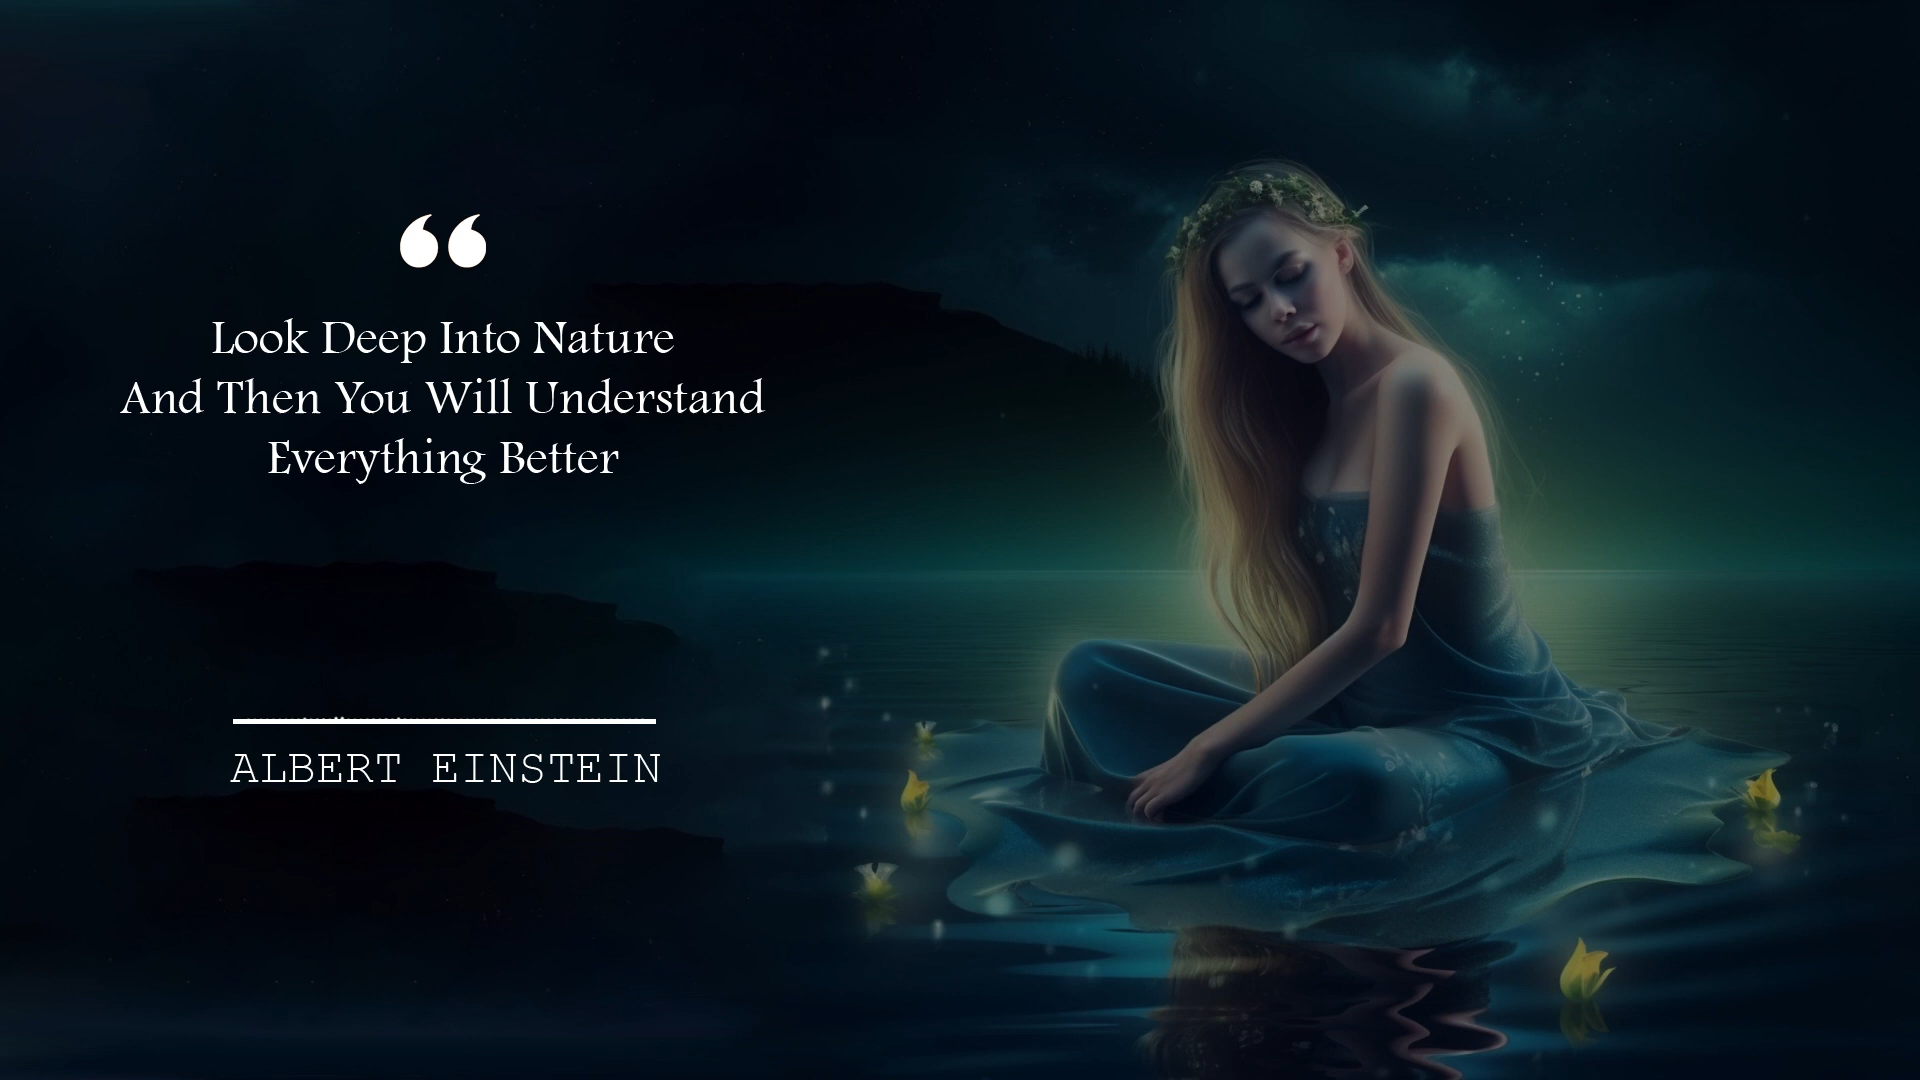 “
Look Deep Into Nature
And Then You Will Understand
Everything Better
ALBERT EINSTEIN